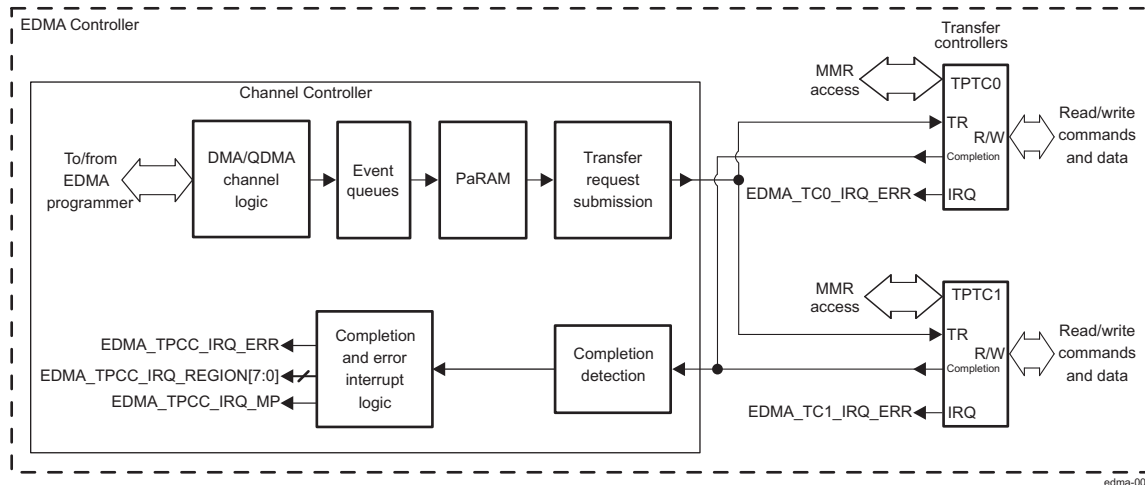 EDMA Controller
Transfer
controllers
Channel Controller
MMR
access
TPTC0
To/from
EDMA
programmer
DMA/QDMA
channel
logic
Event
queues
PaRAM
Transfer
request
submission
TR
R/W
Completion
IRQ
Read/write
commands
and data
EDMA_TC0_IRQ_ERR
MMR
access
TPTC1
TR
R/W
Completion
IRQ
Read/write
commands
and data
EDMA_TC1_IRQ_ERR
EDMA_TPCC_IRQ_ERR
EDMA_TPCC_IRQ_REGION[7:0]
EDMA_TPCC_IRQ_MP
Completion
and error
interrupt
logic
Completion
detection